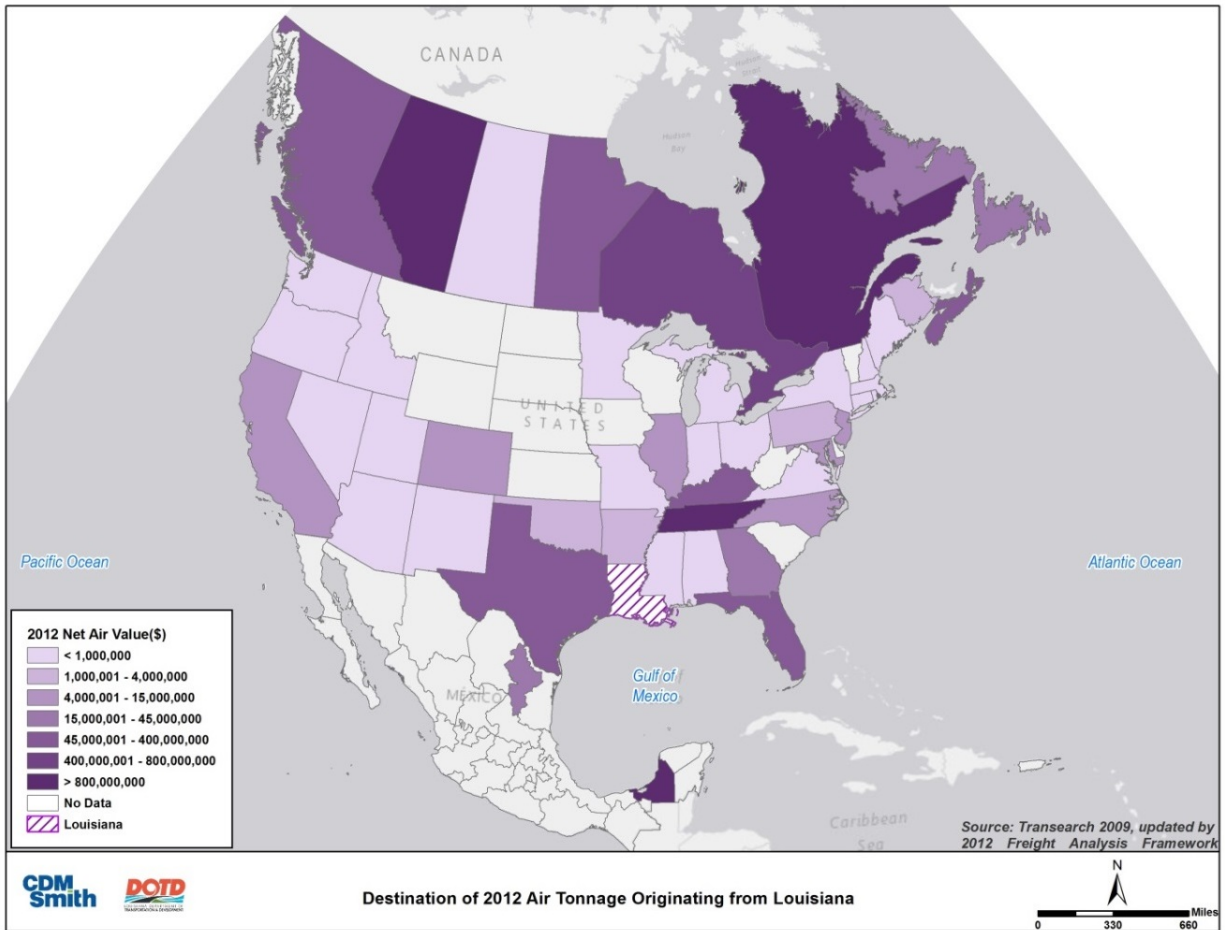 CANADA
Hudson
Bay
UNITED
STATES
Pacific Ocean
Atlantic Ocean
Gulf of
Mexico
MÉXICO
Caribbean
Sea
2012 Net Air Value($)
< 1,000,000
1,000,001 - 4,000,000
4,000,001 - 15,000,000
15,000,001 - 45,000,000
45,000,001 - 400,000,000
400,000,001 - 800,000,000
> 800,000,000
No Data
Louisiana
Source: Transearch 2009, updated by
2012 Freight Analysis Framework
CDM
Smith
DOTD
Destination of 2012 Air Tonnage Originating from Louisiana
N
Miles
0 330 660